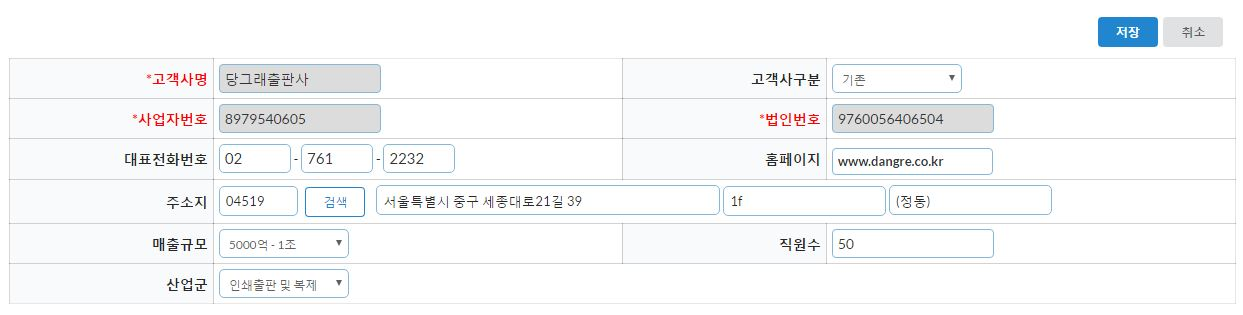 저장 취소
*고객사명 당그래출판사 고객사구분 기존
*사업자번호 8979540605 *법인번호 9760056406504
대표전화번호 02 - 761 - 2232 홈페이지 www.dangre.co.kr
주소지 04519 검색 서울특별시 중구 세종대로21길 39 1f (정동)
매출규모 5000억 - 1조 직원수 50
산업군 인쇄출판 및 복제